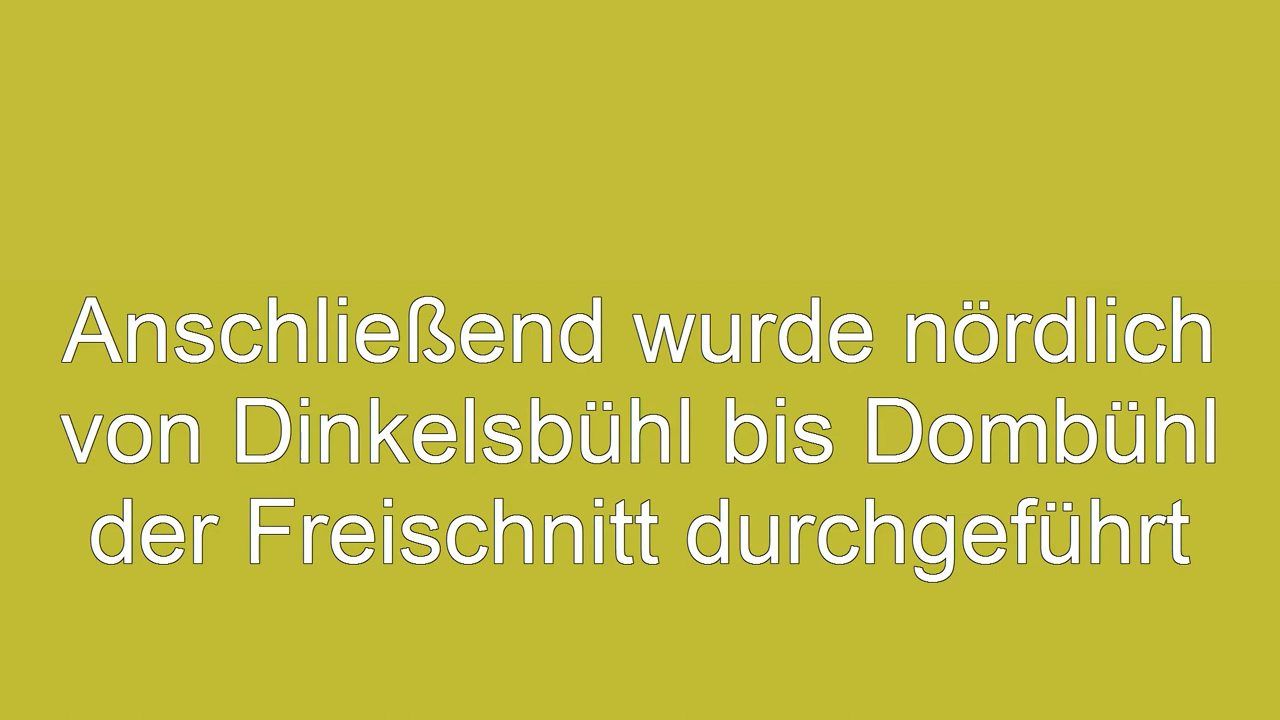 Anschließend wurde nördlich
von Dinkelsbühl bis Dombühl
der Freischnitt durchgeführt